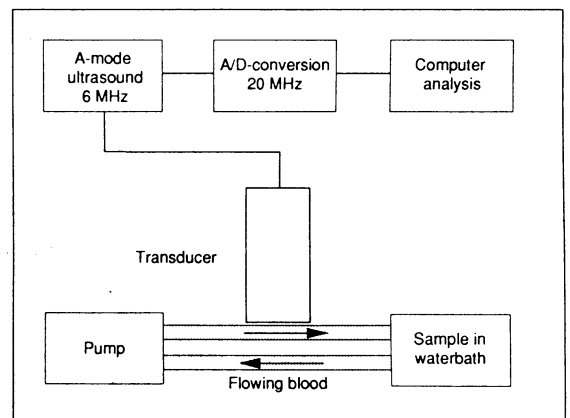 A-mode
ultrasound
6 MHz
A/D-conversion
20 MHz
Computer
analysis
Transducer
Pump
Sample in
waterbath
Flowing blood